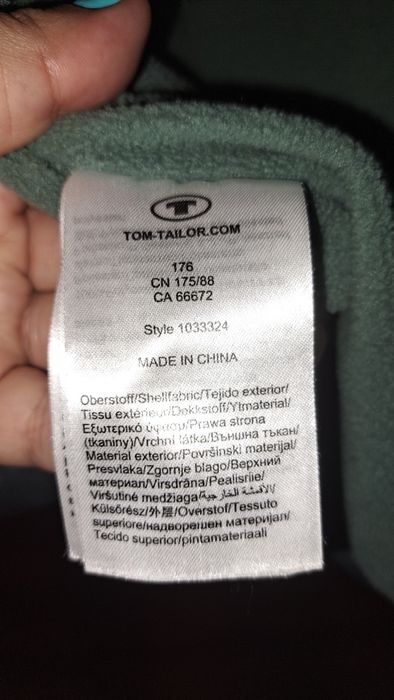 T
TOM-TAILOR.COM
176
CN 175/88
CA 66672
Style 1033324
MADE IN CHINA
Oberstoff/Shellfabric/Tejido exterior/
Tissu extérieur/Dekkstoff/Ytmaterial/
Εξωτερικό ύφασμα/Prawa strona
(tkaniny)/Vrchní látka/Външна тъкан/
Material exterior/Površinski materijal/
Presvlaka/Zgornje blago/Верхний
материал/Virsdrāna/Pealisriie/
Viršutinė medžiaga/الأقمشة الخارجية/
Külsőrész/外層/Overstof/Tessuto
superiore/надворешен материјал/
Tecido superior/pintamateriaali